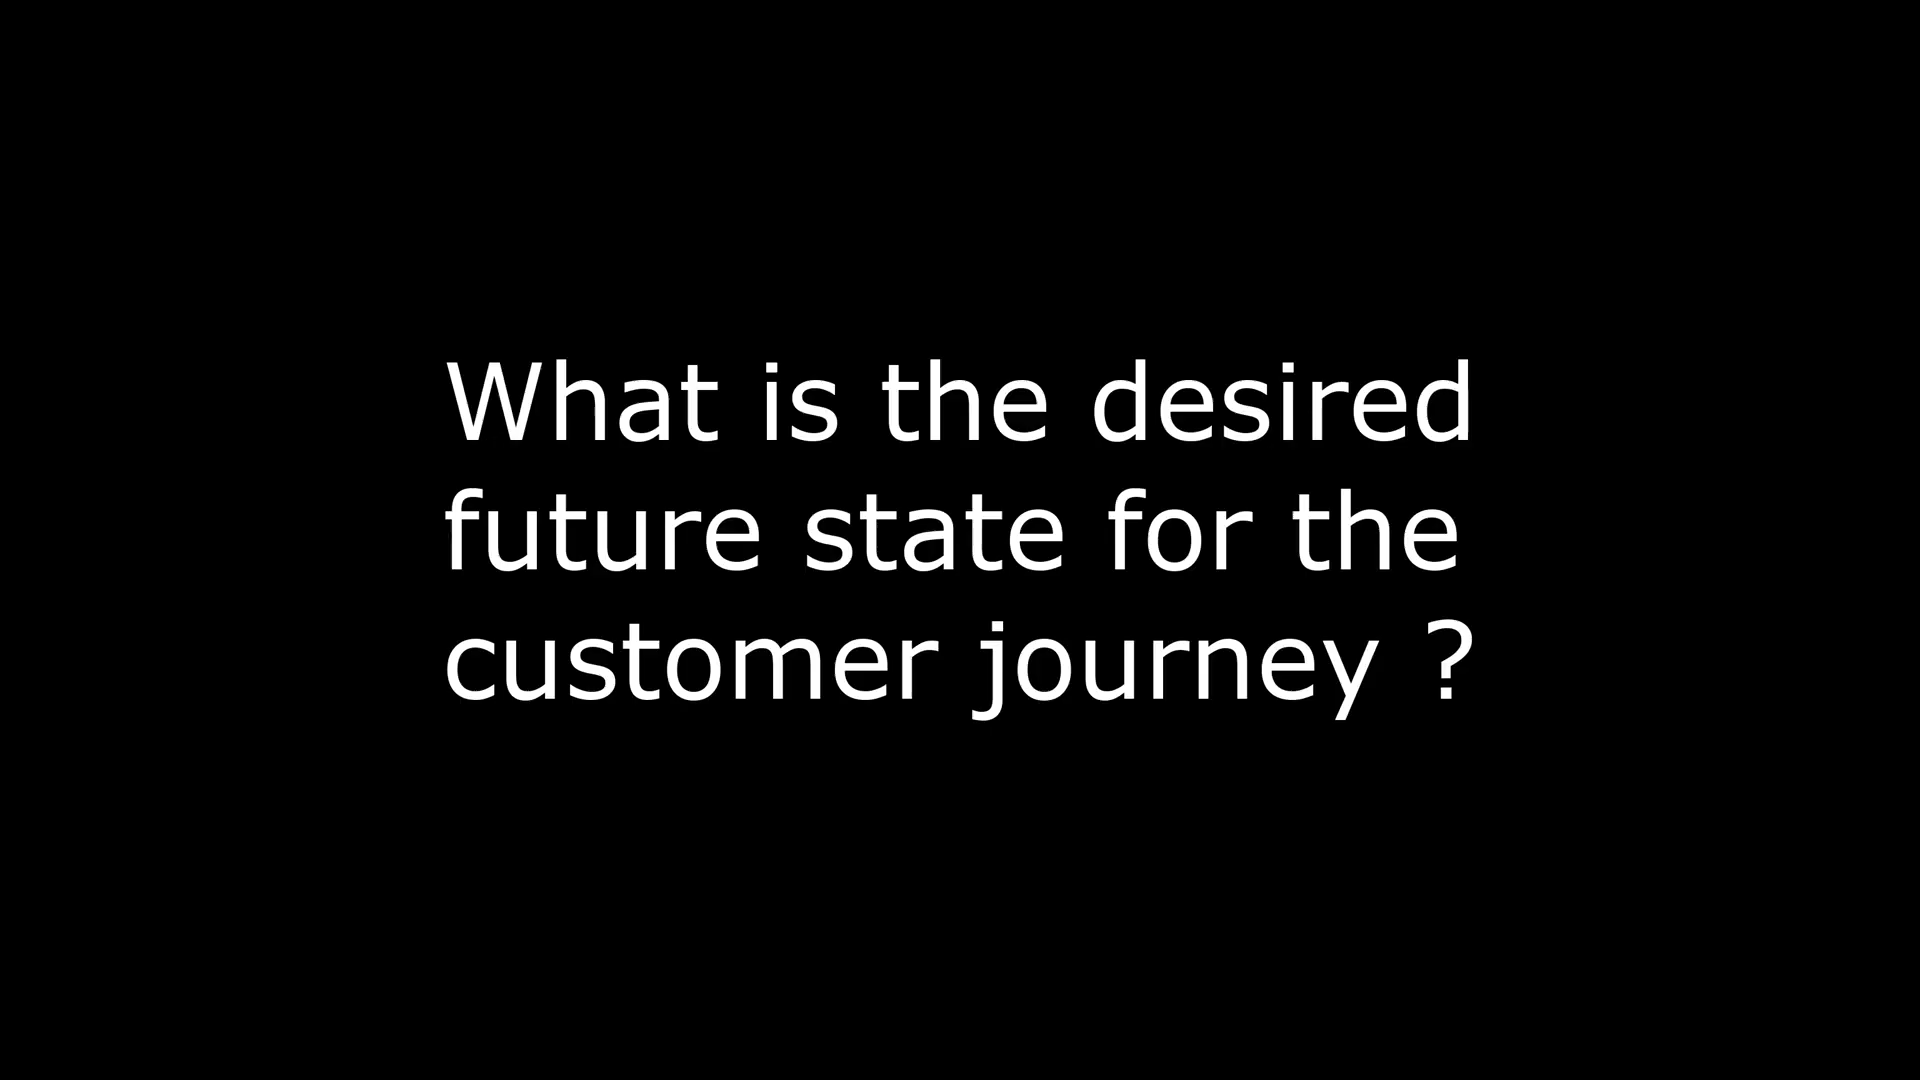 What is the desired
future state for the
customer journey ?